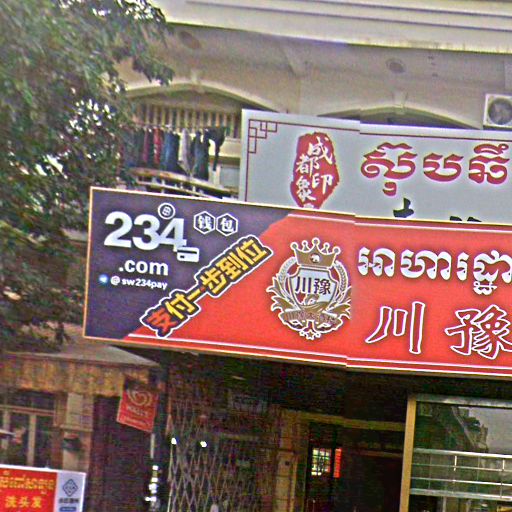 成都印象
ស៊ុបឆី
234
钱包
.com
@sw234pay
支付一步到位
川豫
អាហារដ្ឋា
川 豫
WALL'S
洗头发